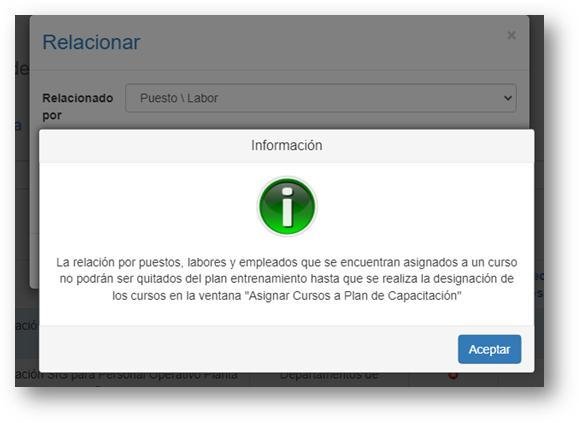 Relacionar
×
de
Relacionado
por
Puesto \ Labor
a
Información
i
La relación por puestos, labores y empleados que se encuentran asignados a un curso
no podrán ser quitados del plan entrenamiento hasta que se realiza la designación de
los cursos en la ventana "Asignar Cursos a Plan de Capacitación"
Aceptar
ación SIG para Personal Operativo Planta
Departamentos de